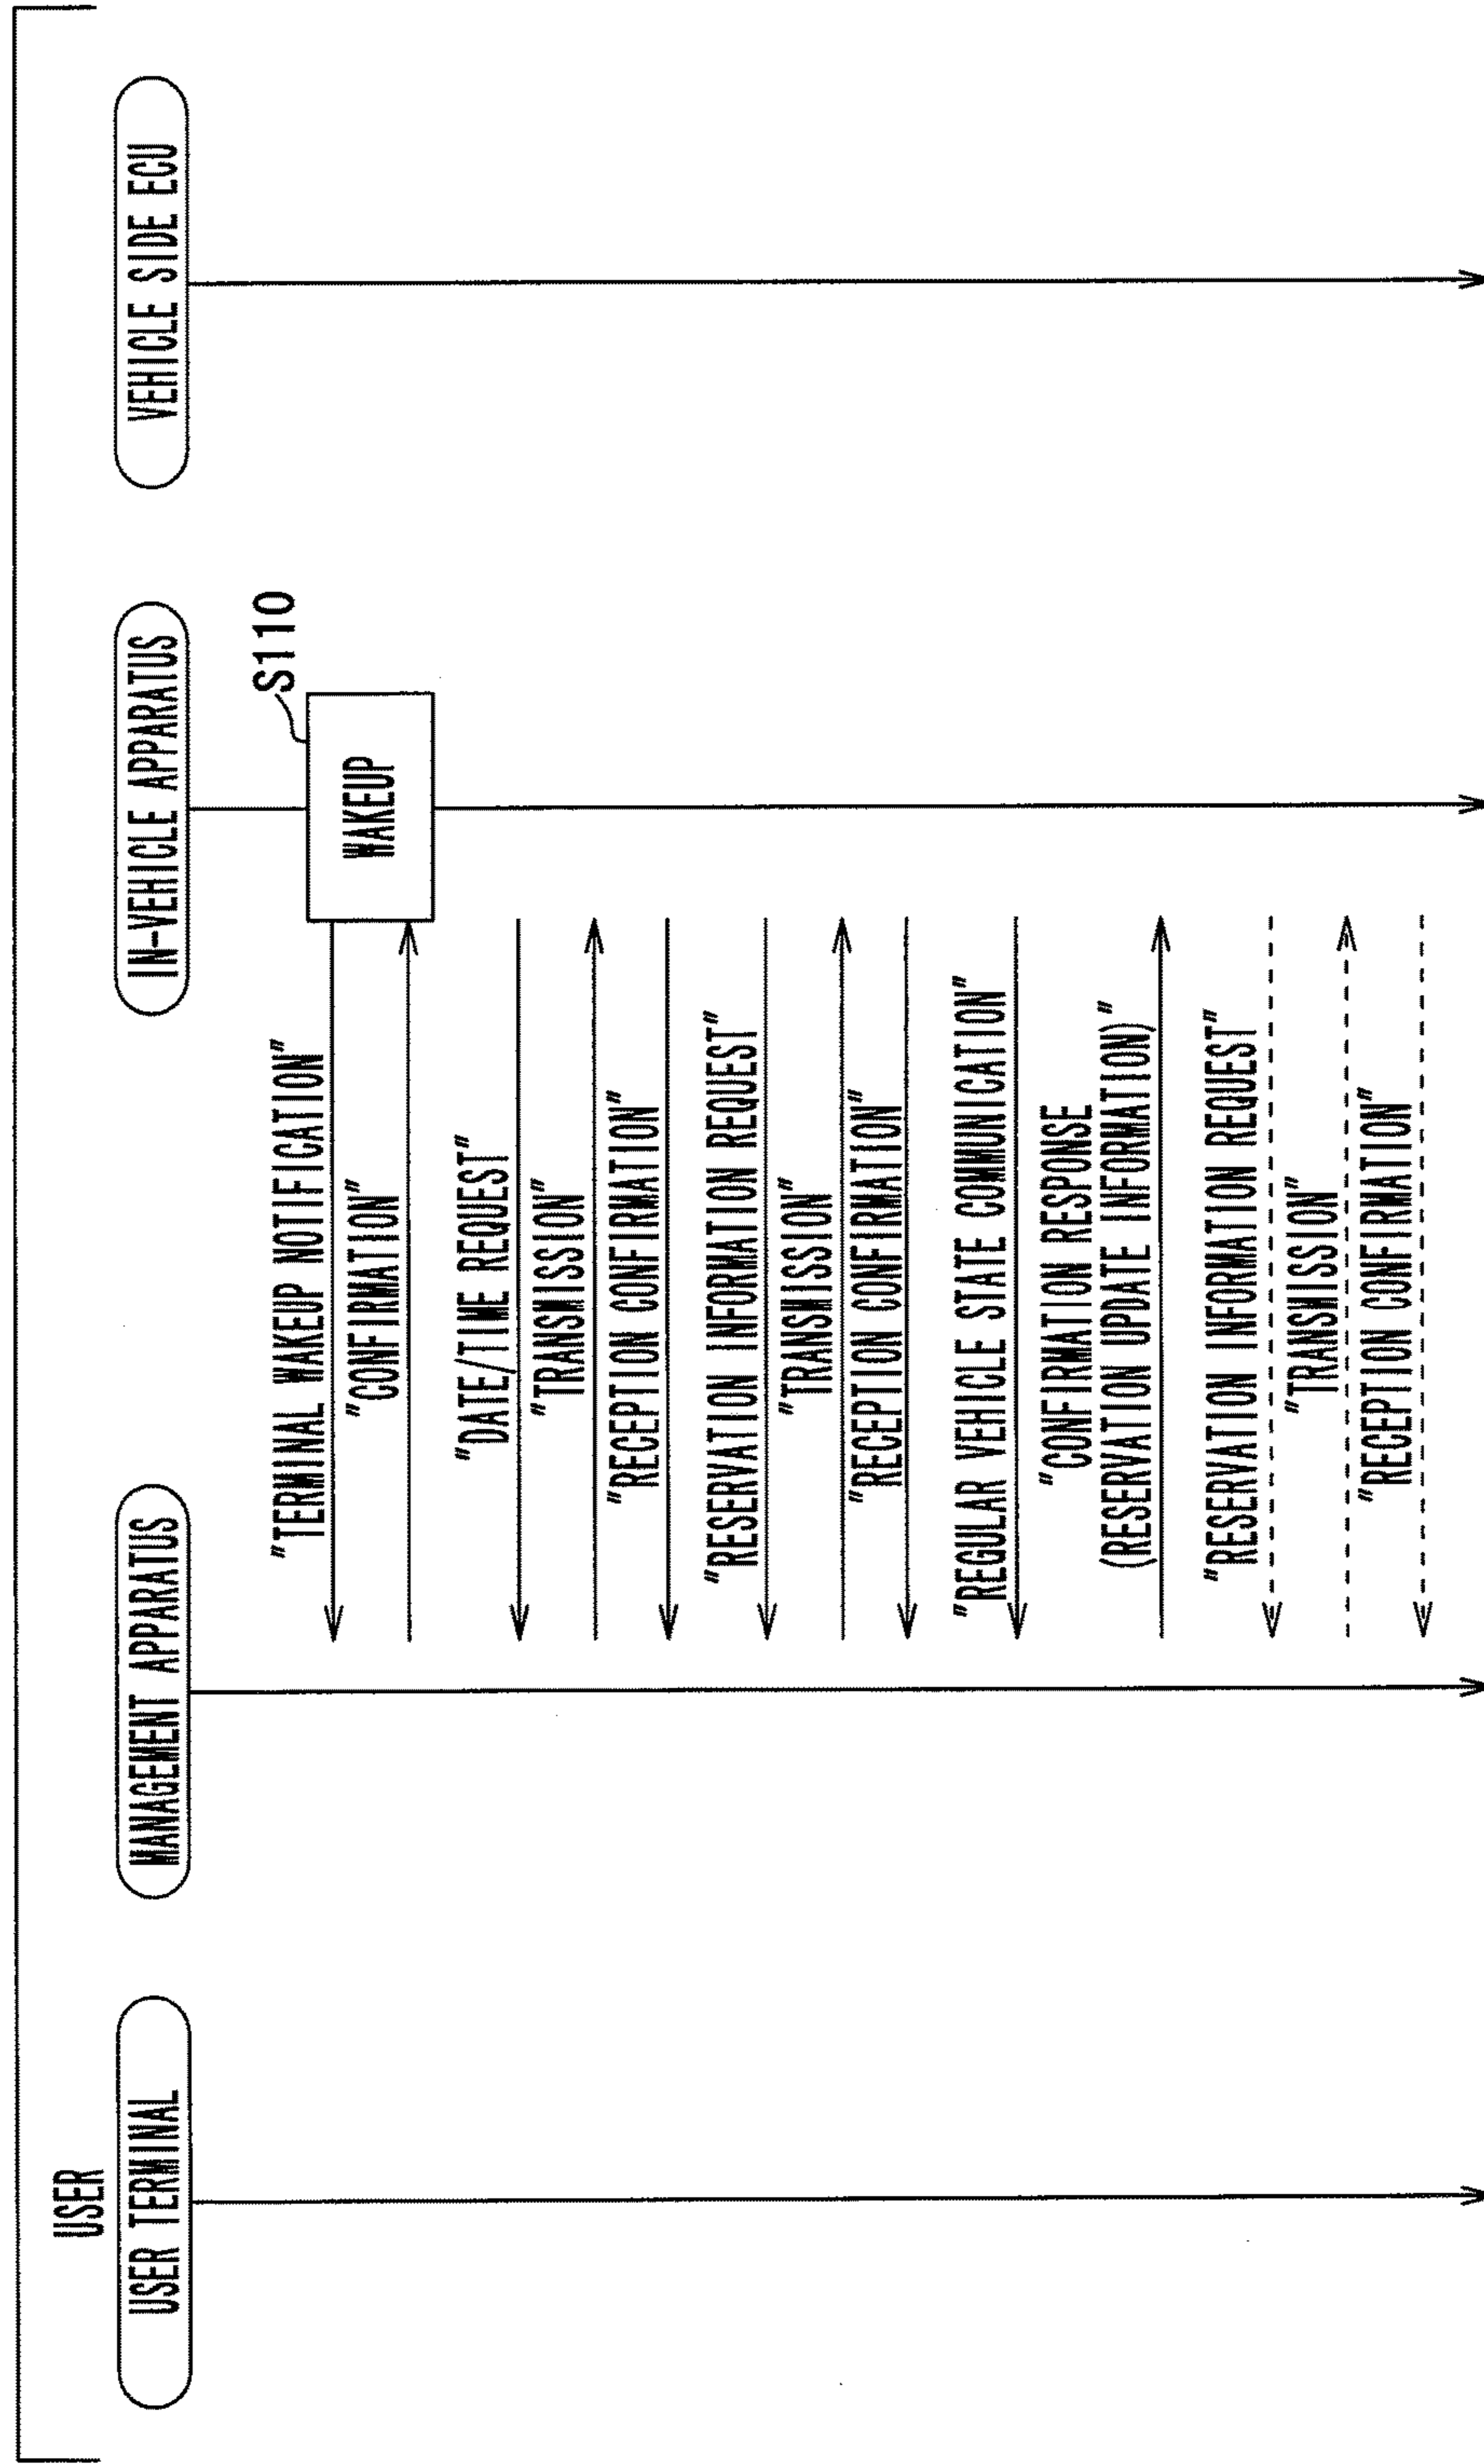 USER
USER TERMINAL
MANAGEMENT APPARATUS
IN-VEHICLE APPARATUS
VEHICLE SIDE ECU
S110
WAKEUP
"TERMINAL WAKEUP NOTIFICATION"
"CONFIRMATION"
"DATE/TIME REQUEST"
"TRANSMISSION"
"RECEPTION CONFIRMATION"
"RESERVATION INFORMATION REQUEST"
"TRANSMISSION"
"RECEPTION CONFIRMATION"
"REGULAR VEHICLE STATE COMMUNICATION"
"CONFIRMATION RESPONSE
(RESERVATION UPDATE INFORMATION)"
"RESERVATION INFORMATION REQUEST"
"TRANSMISSION"
"RECEPTION CONFIRMATION"